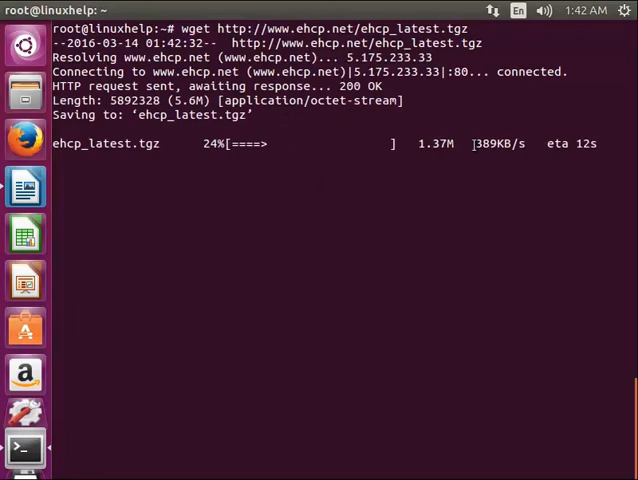 root@linuxhelp: ~
En
1:42 AM
root@linuxhelp:~# wget http://www.ehcp.net/ehcp_latest.tgz
--2016-03-14 01:42:32--  http://www.ehcp.net/ehcp_latest.tgz
Resolving www.ehcp.net (www.ehcp.net)... 5.175.233.33
Connecting to www.ehcp.net (www.ehcp.net)|5.175.233.33|:80... connected.
HTTP request sent, awaiting response... 200 OK
Length: 5892328 (5.6M) [application/octet-stream]
Saving to: ‘ehcp_latest.tgz’
ehcp_latest.tgz      24%[====>                      ]   1.37M   389KB/s   eta 12s